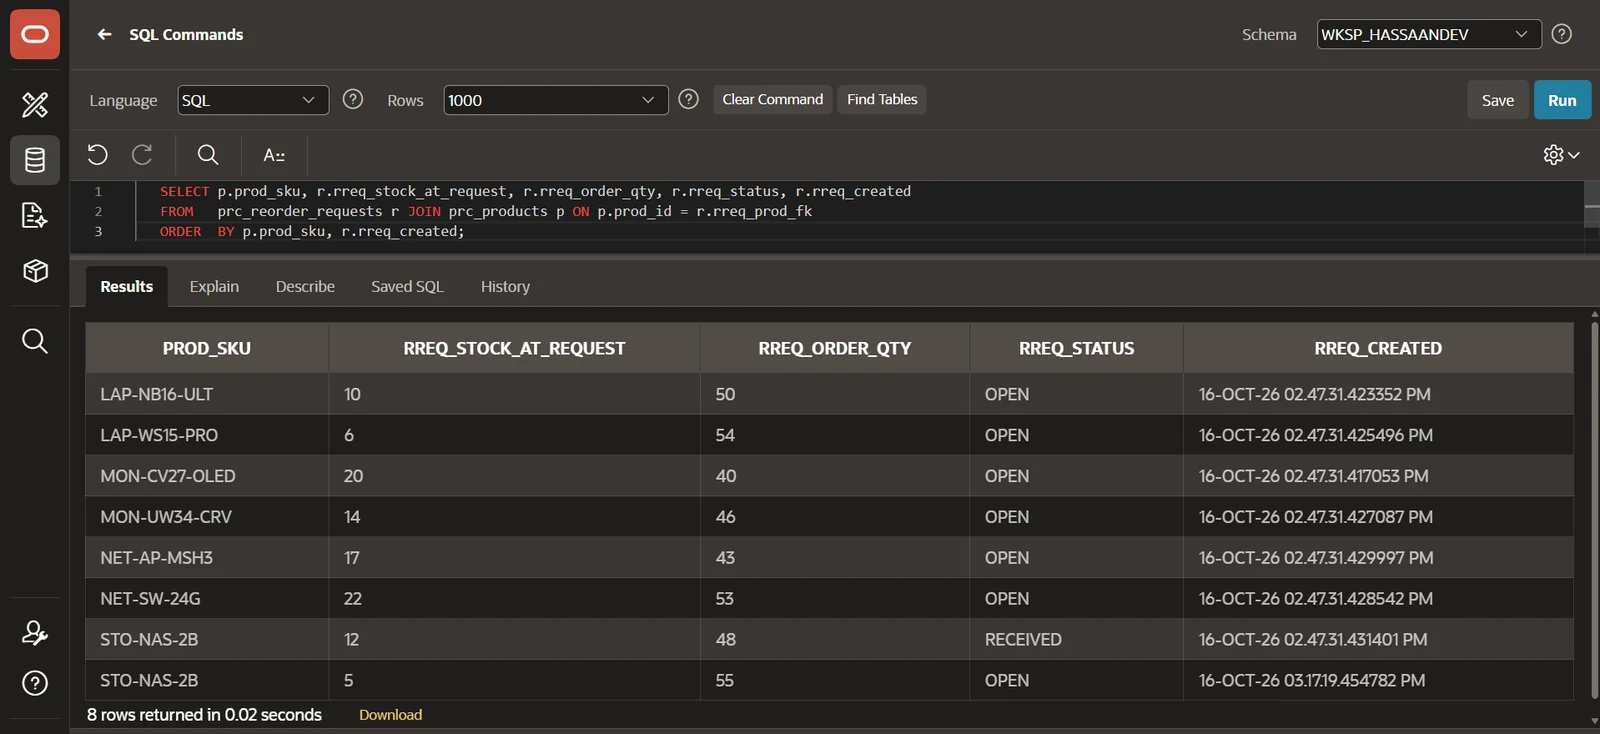 SQL Commands
Schema WKSP_HASSAANDEV
Language SQL Rows 1000 Clear Command Find Tables Save Run
A::
1 SELECT p.prod_sku, r.rreq_stock_at_request, r.rreq_order_qty, r.rreq_status, r.rreq_created
2 FROM prc_reorder_requests r JOIN prc_products p ON p.prod_id = r.rreq_prod_fk
3 ORDER BY p.prod_sku, r.rreq_created;
Results Explain Describe Saved SQL History
PROD_SKU RREQ_STOCK_AT_REQUEST RREQ_ORDER_QTY RREQ_STATUS RREQ_CREATED
LAP-NB16-ULT 10 50 OPEN 16-OCT-26 02.47.31.423352 PM
LAP-WS15-PRO 6 54 OPEN 16-OCT-26 02.47.31.425496 PM
MON-CV27-OLED 20 40 OPEN 16-OCT-26 02.47.31.417053 PM
MON-UW34-CRV 14 46 OPEN 16-OCT-26 02.47.31.427087 PM
NET-AP-MSH3 17 43 OPEN 16-OCT-26 02.47.31.429997 PM
NET-SW-24G 22 53 OPEN 16-OCT-26 02.47.31.428542 PM
STO-NAS-2B 12 48 RECEIVED 16-OCT-26 02.47.31.431401 PM
STO-NAS-2B 5 55 OPEN 16-OCT-26 03.17.19.454782 PM
8 rows returned in 0.02 seconds Download